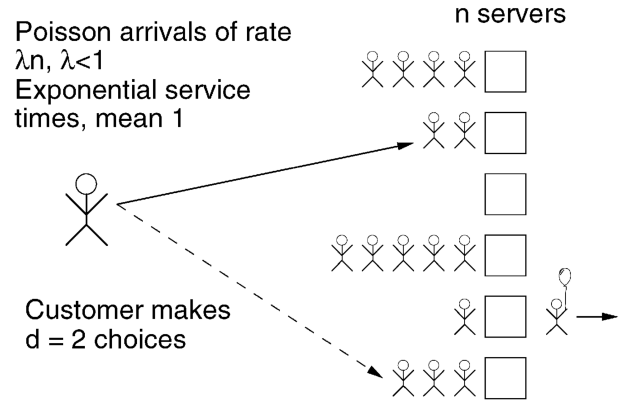 n servers
Poisson arrivals of rate
λn, λ<1
Exponential service
times, mean 1
Customer makes
d = 2 choices